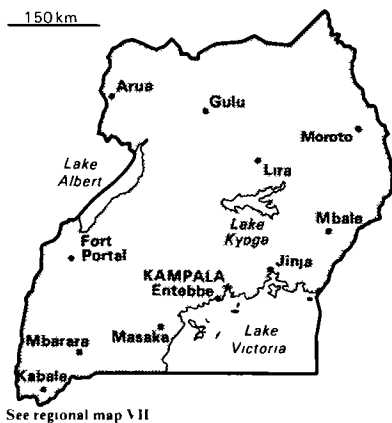 150 km
Arua
Gulu
Moroto
Lake
Albert
Lira
Lake
Kyoga
Mbale
Fort
Portal
KAMPALA
Jinja
Entebbe
Mbarara
Masaka
Lake
Victoria
Kabale
See regional map VII